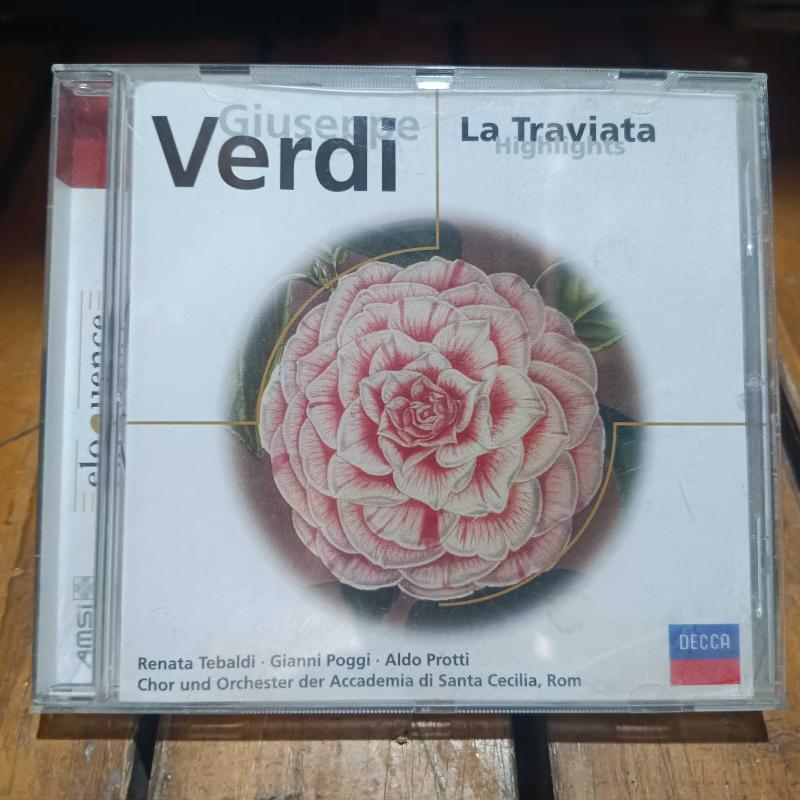 Giuseppe
Verdi
La Traviata
Highlights
eloquence
AMSI
Renata Tebaldi · Gianni Poggi · Aldo Protti
Chor und Orchester der Accademia di Santa Cecilia, Rom
DECCA